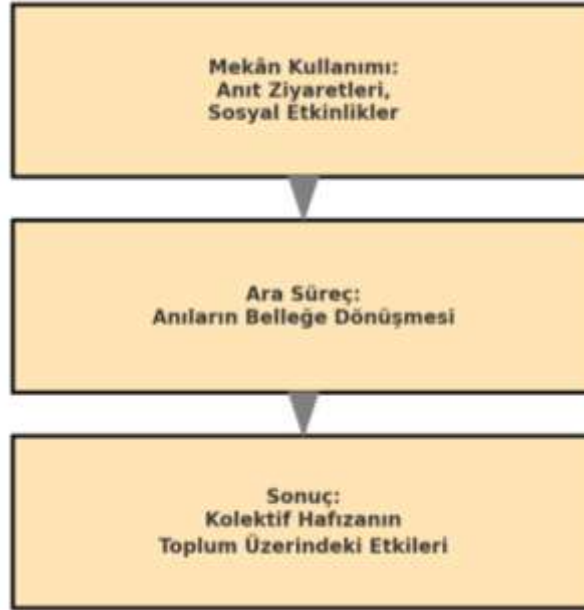 Mekân Kullanımı:
Anıt Ziyaretleri,
Sosyal Etkinlikler
Ara Süreç:
Anıların Belleğe Dönüşmesi
Sonuç:
Kolektif Hafızanın
Toplum Üzerindeki Etkileri